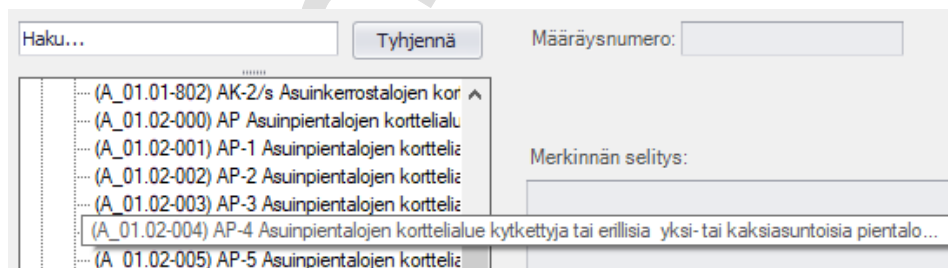 Haku...
Tyhjennä
Määräysnumero:
(A_01.01-802) AK-2/s Asuinkerrostalojen kor
(A_01.02-000) AP Asuinpientalojen korttelialu
(A_01.02-001) AP-1 Asuinpientalojen kortteliа
(A_01.02-002) AP-2 Asuinpientalojen korttelia
Merkinnän selitys:
(A_01.02-003) AP-3 Asuinpientalojen korttelia
(A_01.02-004) AP-4 Asuinpientalojen korttelialue kytkettyja tai erillisia  yksi- tai kaksiasuntoisia pientalo...
(A_01.02-005) AP-5 Asuinpientalojen korttelia